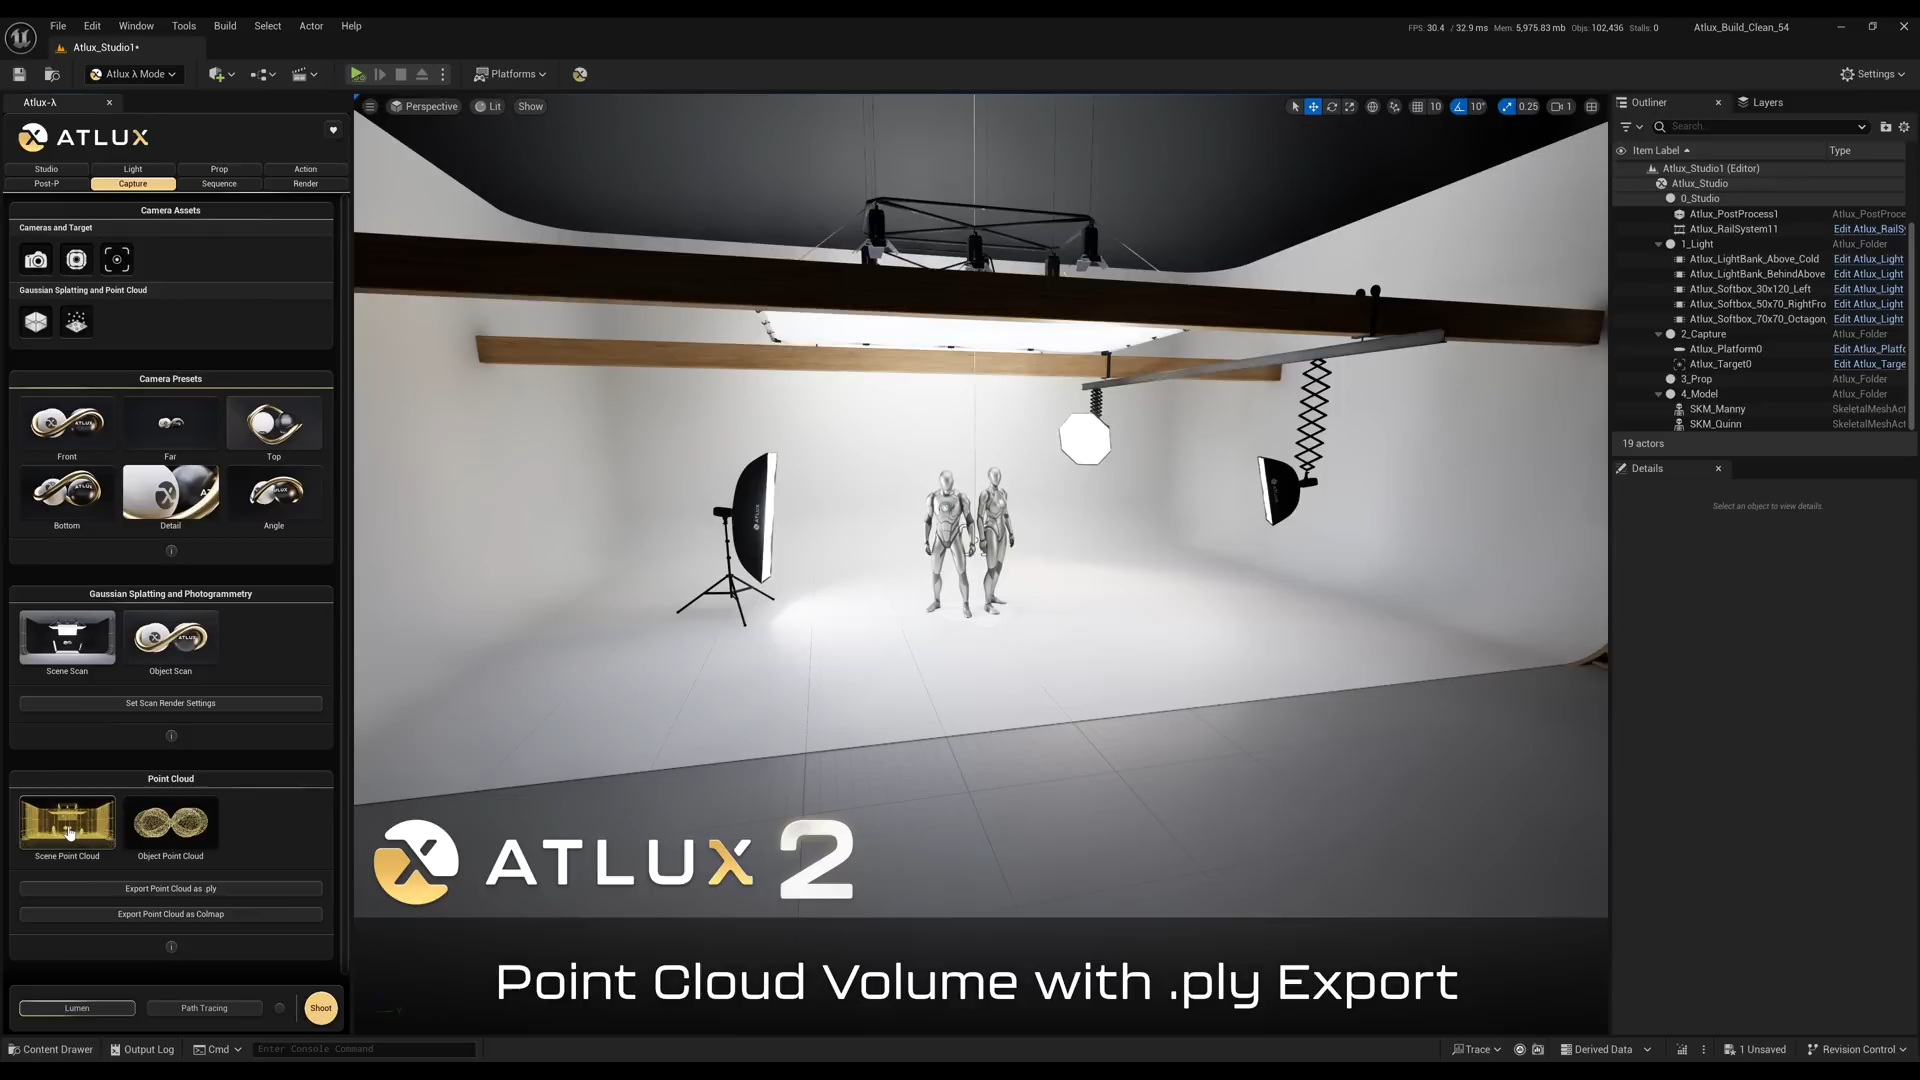 File Edit Window Tools Build Select Actor Help
FPS: 30.4 / 32.9 ms Mem: 5,975.83 mb Objs: 102,436 Stalls: 0
Atlux_Build_Clean_54
Atlux_Studio1•
Atlux λ Mode
Platforms
Settings
Atlux-λ
ATLUX
Studio Light Prop Action
Post-P Capture Sequence Render
Camera Assets
Cameras and Target
Gaussian Splatting and Point Cloud
Camera Presets
Front Far Top
Bottom Detail Angle
Gaussian Splatting and Photogrammetry
Scene Scan Object Scan
Set Scan Render Settings
Point Cloud
Scene Point Cloud Object Point Cloud
Export Point Cloud as .ply
Export Point Cloud as Colmap
Lumen Path Tracing Shoot
Perspective Lit Show
10 10° 0.25 1
ATLUX 2
Point Cloud Volume with .ply Export
Outliner Layers
Search...
Item Label Type
Atlux_Studio1 (Editor)
Atlux_Studio
0_Studio
Atlux_PostProcess1 Atlux_PostProce
Atlux_RailSystem11 Edit Atlux_RailSy
1_Light Atlux_Folder
Atlux_LightBank_Above_Cold Edit Atlux_Light
Atlux_LightBank_BehindAbove Edit Atlux_Light
Atlux_Softbox_30x120_Left Edit Atlux_Light
Atlux_Softbox_50x70_RightFro Edit Atlux_Light
Atlux_Softbox_70x70_Octagon Edit Atlux_Light
2_Capture Atlux_Folder
Atlux_Platform0 Edit Atlux_Platfo
Atlux_Target0 Edit Atlux_Targe
3_Prop Atlux_Folder
4_Model Atlux_Folder
SKM_Manny SkeletalMeshAct
SKM_Quinn SkeletalMeshAct
19 actors
Details
Select an object to view details.
Content Drawer Output Log Cmd Enter Console Command
Trace Derived Data 1 Unsaved Revision Control